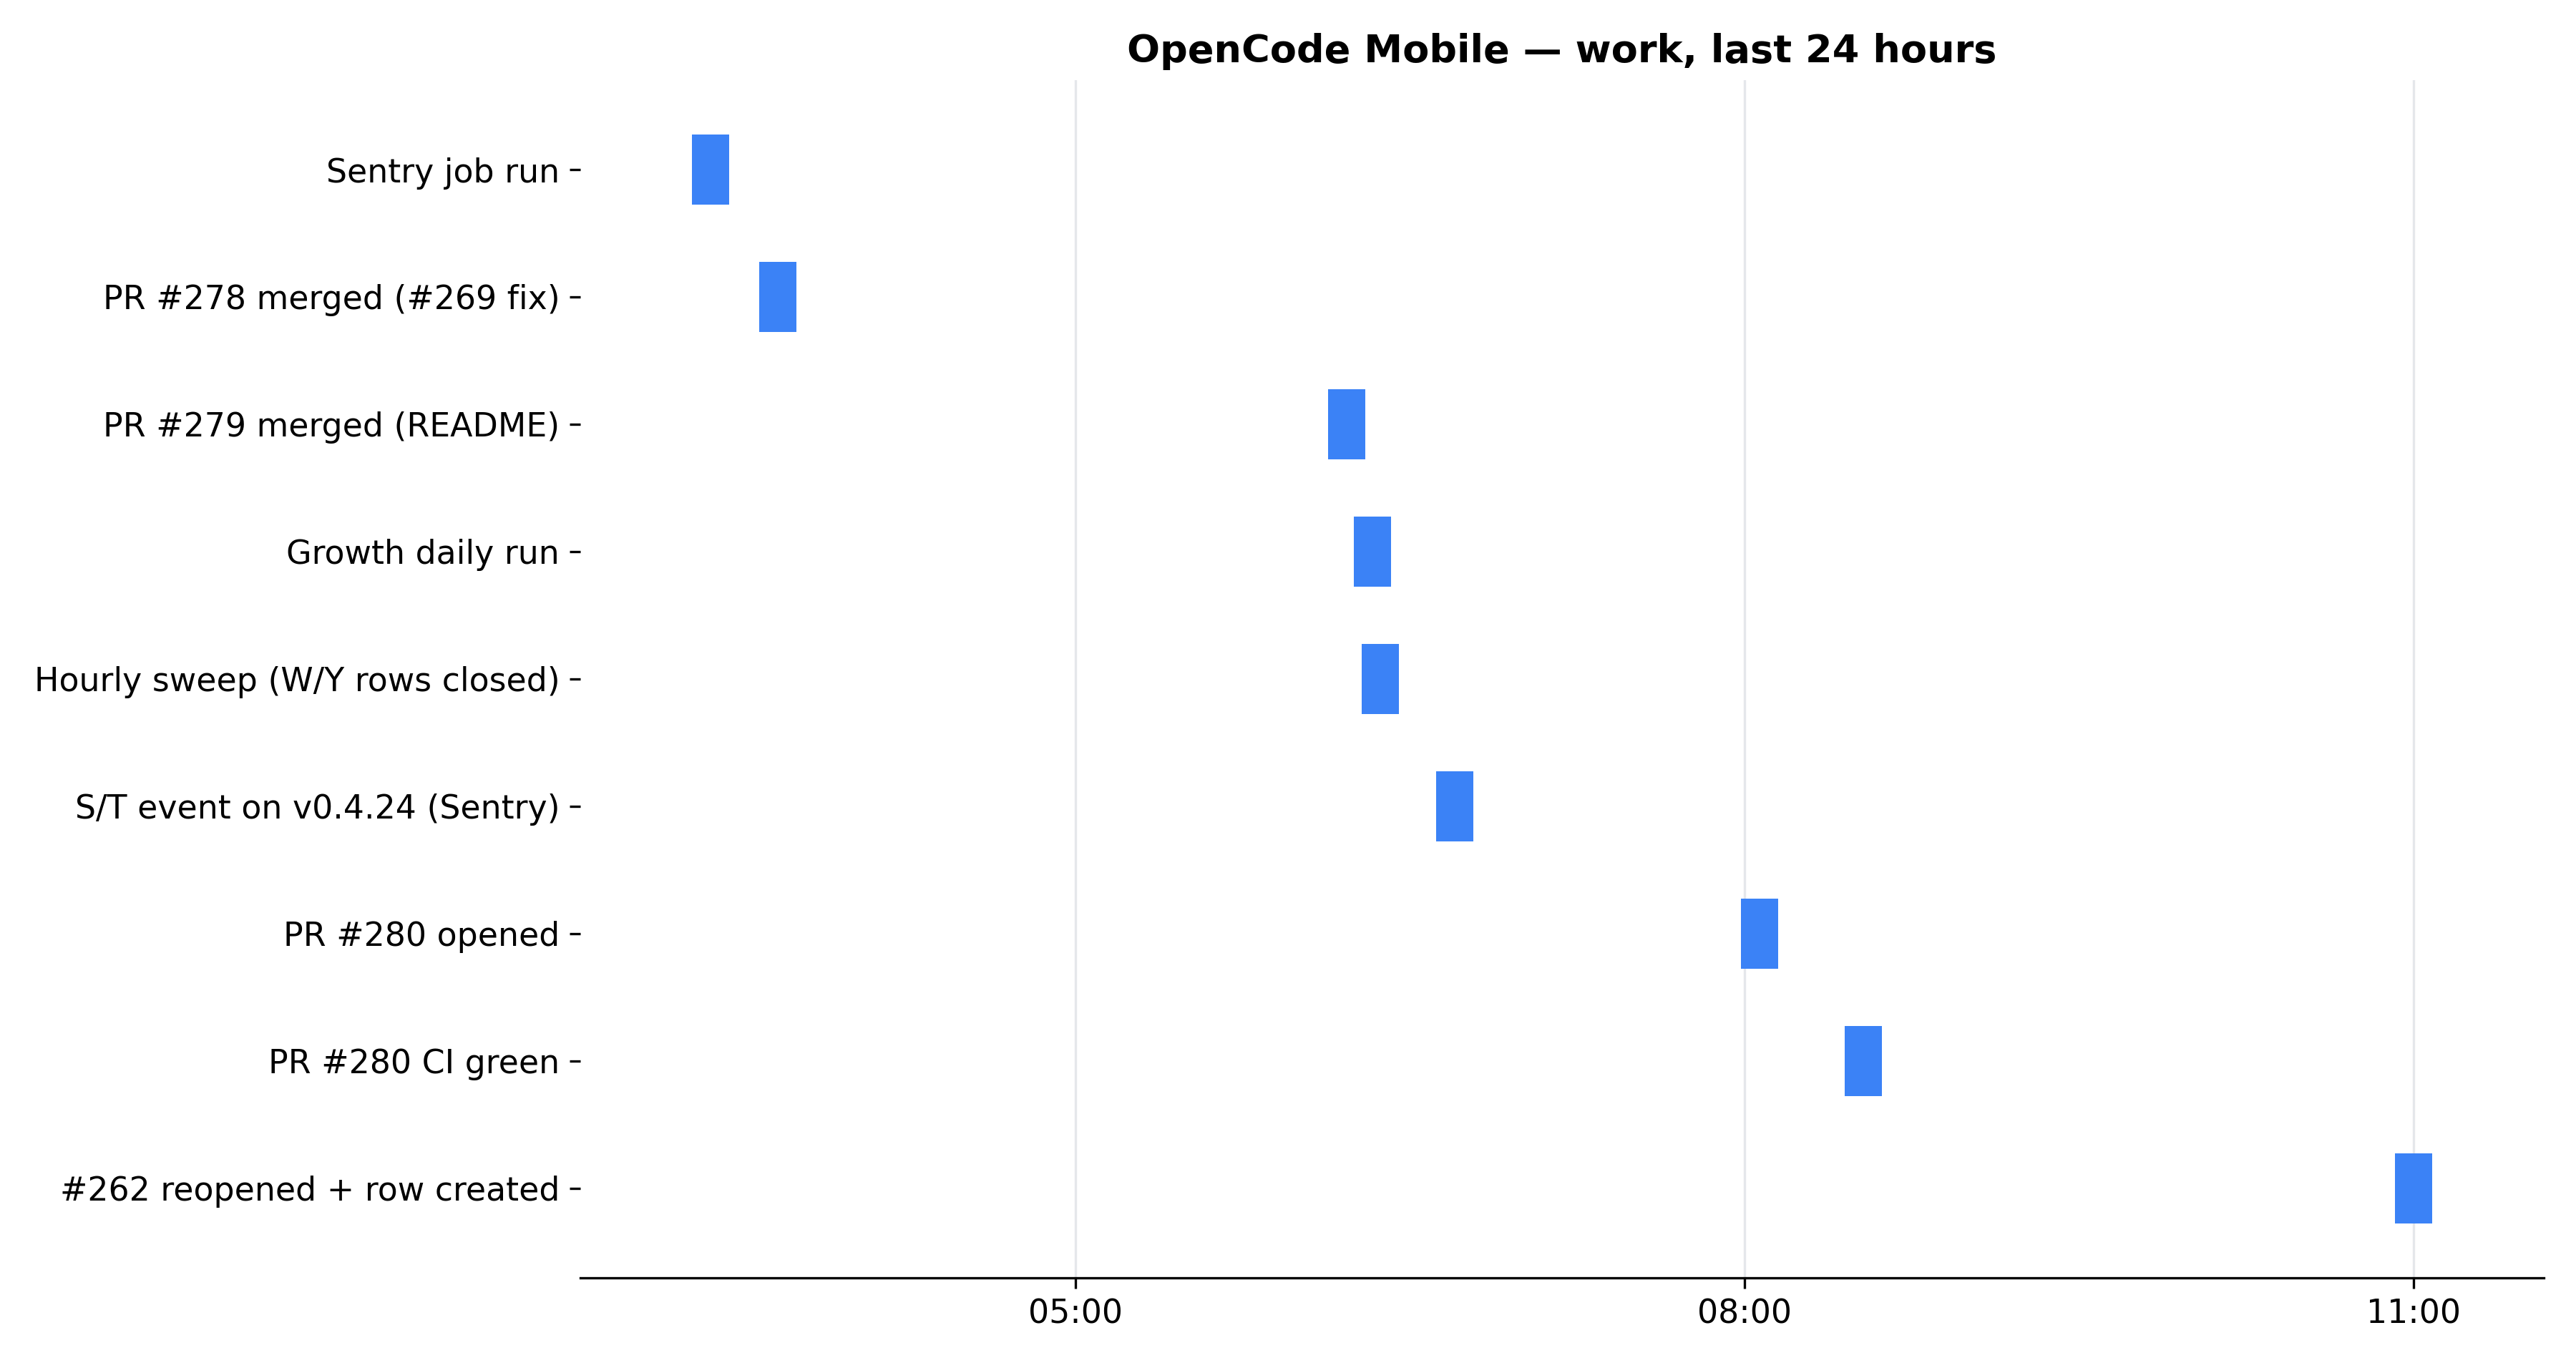 OpenCode Mobile — work, last 24 hours
Sentry job run
PR #278 merged (#269 fix)
PR #279 merged (README)
Growth daily run
Hourly sweep (W/Y rows closed)
S/T event on v0.4.24 (Sentry)
PR #280 opened
PR #280 CI green
#262 reopened + row created
05:00
08:00
11:00